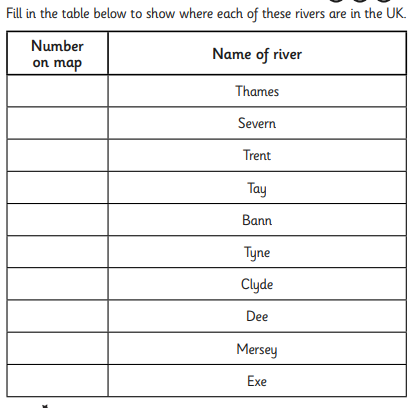 Fill in the table below to show where each of these rivers are in the UK.
Number
on map
Name of river
Thames
Severn
Trent
Tay
Bann
Tyne
Clyde
Dee
Mersey
Exe